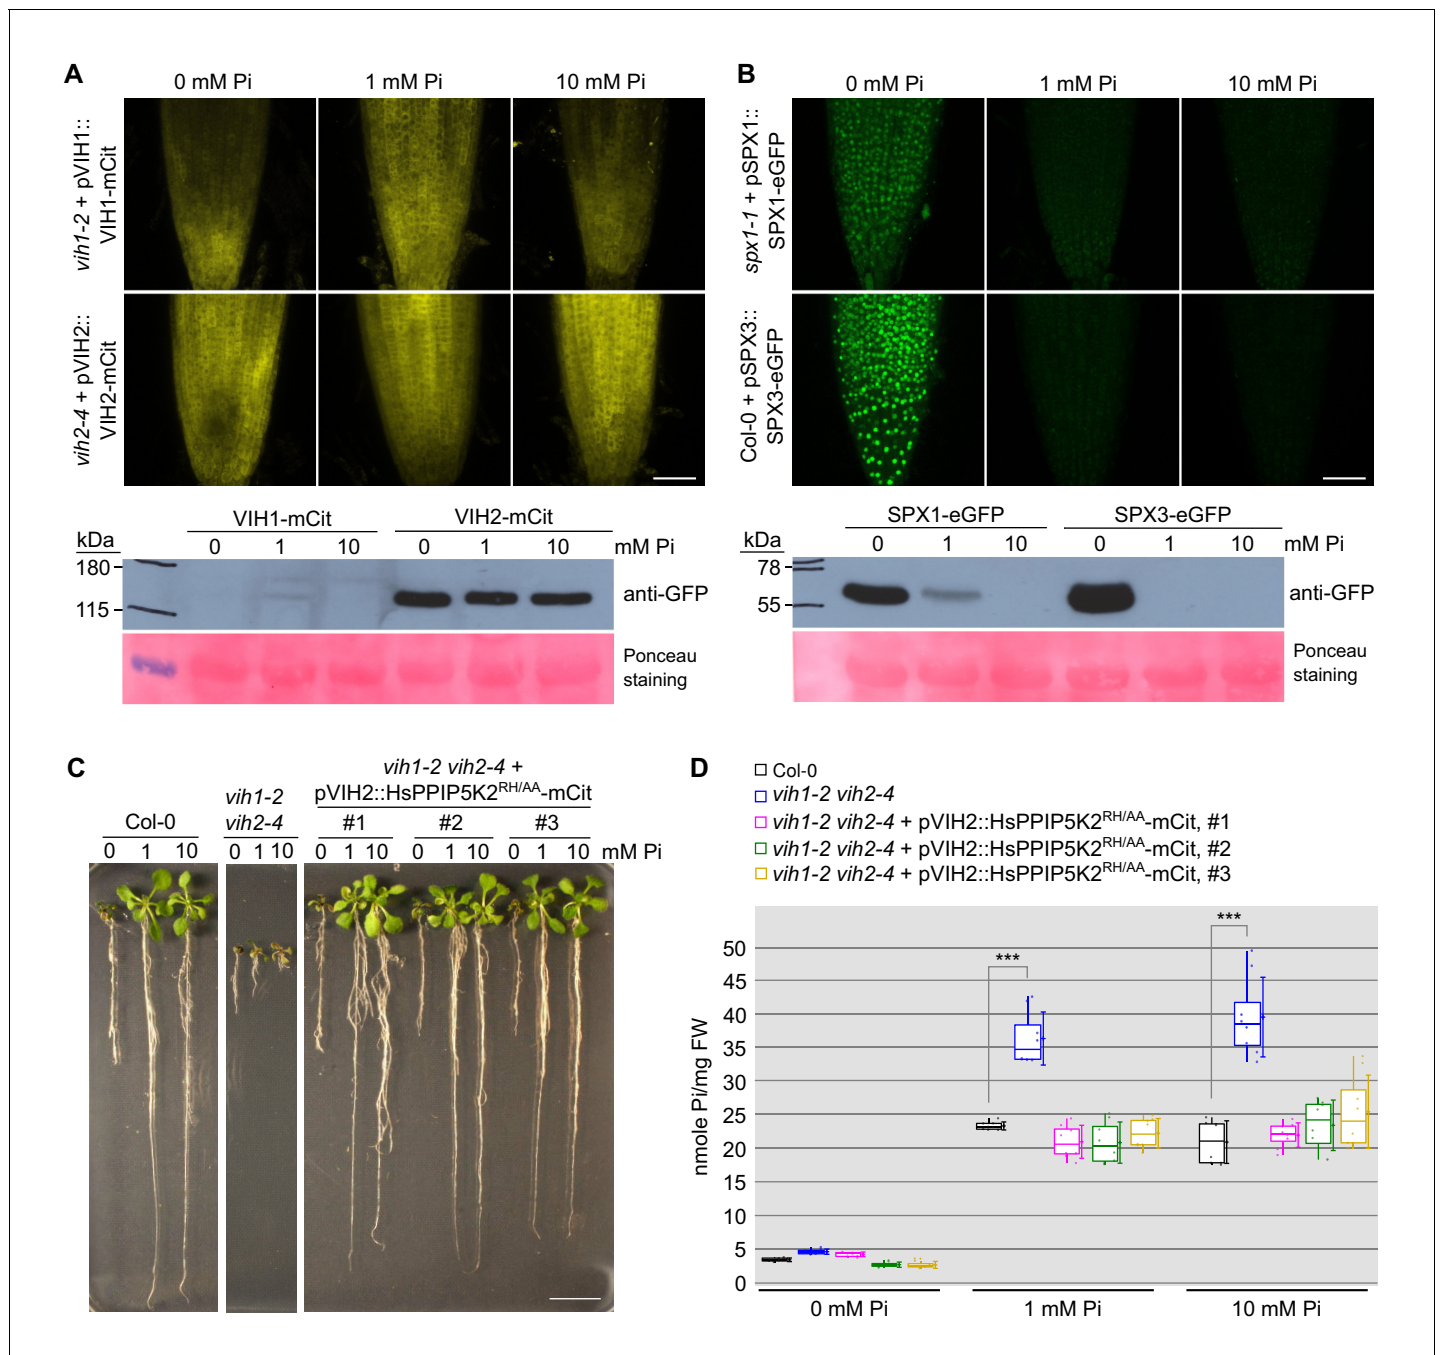 A
0 mM Pi 1 mM Pi 10 mM Pi
vih1-2 + pVIH1::
VIH1-mCit
vih2-4 + pVIH2::
VIH2-mCit
VIH1-mCit VIH2-mCit
kDa 0 1 10 0 1 10 mM Pi
180
115
anti-GFP
Ponceau
staining
B
0 mM Pi 1 mM Pi 10 mM Pi
spx1-1 + pSPX1::
SPX1-eGFP
Col-0 + pSPX3::
SPX3-eGFP
SPX1-eGFP SPX3-eGFP
kDa 0 1 10 0 1 10 mM Pi
78
55
anti-GFP
Ponceau
staining
C
vih1-2 vih2-4 +
pVIH2::HsPPIP5K2RH/AA-mCit
vih1-2
vih2-4
Col-0 #1 #2 #3
0 1 10 0 1 10 0 1 10 0 1 10 0 1 10 mM Pi
D
Col-0
vih1-2 vih2-4
vih1-2 vih2-4 + pVIH2::HsPPIP5K2RH/AA-mCit, #1
vih1-2 vih2-4 + pVIH2::HsPPIP5K2RH/AA-mCit, #2
vih1-2 vih2-4 + pVIH2::HsPPIP5K2RH/AA-mCit, #3
nmole Pi/mg FW
50
45
40
35
30
25
20
15
10
5
0
***
***
0 mM Pi 1 mM Pi 10 mM Pi